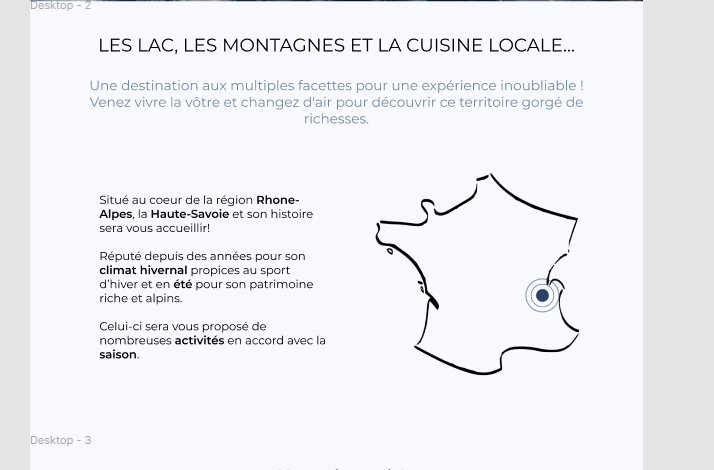 Desktop - 2
LES LAC, LES MONTAGNES ET LA CUISINE LOCALE...
Une destination aux multiples facettes pour une expérience inoubliable !
Venez vivre la vôtre et changez d'air pour découvrir ce territoire gorgé de
richesses.
Situé au coeur de la région Rhone-
Alpes, la Haute-Savoie et son histoire
sera vous accueillir!
Réputé depuis des années pour son
climat hivernal propices au sport
d'hiver et en été pour son patrimoine
riche et alpins.
Celui-ci sera vous proposé de
nombreuses activités en accord avec la
saison.
Desktop - 3